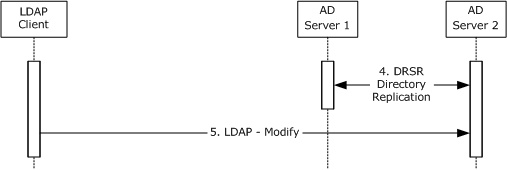 LDAP
Client
AD
Server 1
AD
Server 2
4. DRSR
Directory
Replication
5. LDAP - Modify